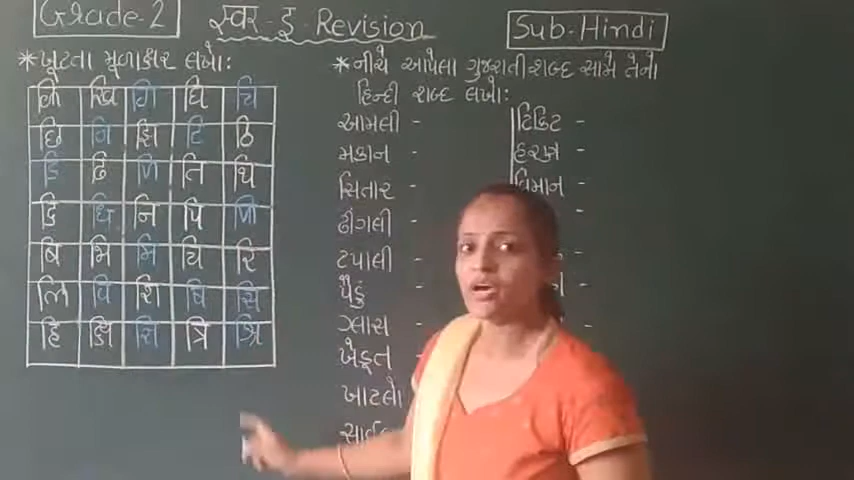 Grade-2
स्वर-इ Revision
Sub-Hindi
*ખૂટતા મૂળાક્ષર લખો:
कि खि गि घि चि
छि जि झि टि ठि
डि ढि णि ति थि
दि धि नि पि फि
बि भि मि यि रि
लि वि शि षि सि
हि क्षि त्रि श्रि
*નીચે આપેલા ગુજરાતી શબ્દ સામે તેનો
હિન્દી શબ્દ લખો:
આમલી -
મકાન -
સિતાર -
ઢીંગલી -
ટપાલી -
પૈડું -
ગ્લાસ -
ખેડૂત -
ખાટલો
ટિકિટ -
હરણ -
વિમાન -